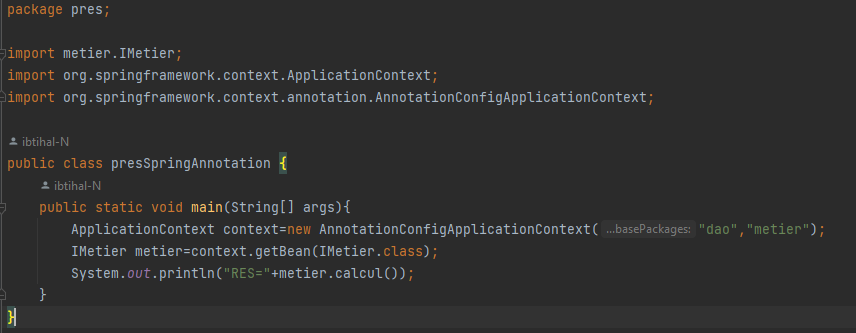 package pres;
import metier.IMetier;
import org.springframework.context.ApplicationContext;
import org.springframework.context.annotation.AnnotationConfigApplicationContext;
ibtihal-N
public class presSpringAnnotation {
ibtihal-N
public static void main(String[] args){
ApplicationContext context=new AnnotationConfigApplicationContext( ...basePackages: "dao","metier");
IMetier metier=context.getBean(IMetier.class);
System.out.println("RES="+metier.calcul());
}
}